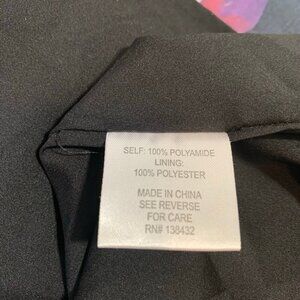 SELF: 100% POLYAMIDE
LINING:
100% POLYESTER
MADE IN CHINA
SEE REVERSE
FOR CARE
RN# 138432